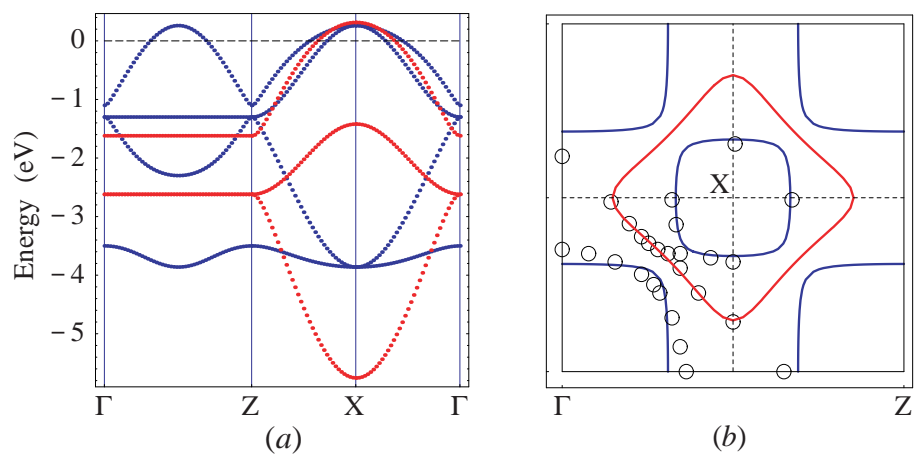 0
−1
−2
−3
−4
−5
Energy (eV)
Γ Z X Γ
(a)
X
Γ Z
(b)